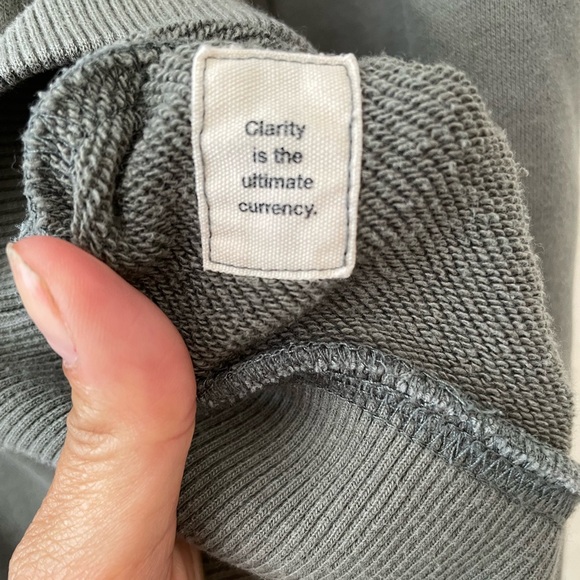 Clarity
is the
ultimate
currency.